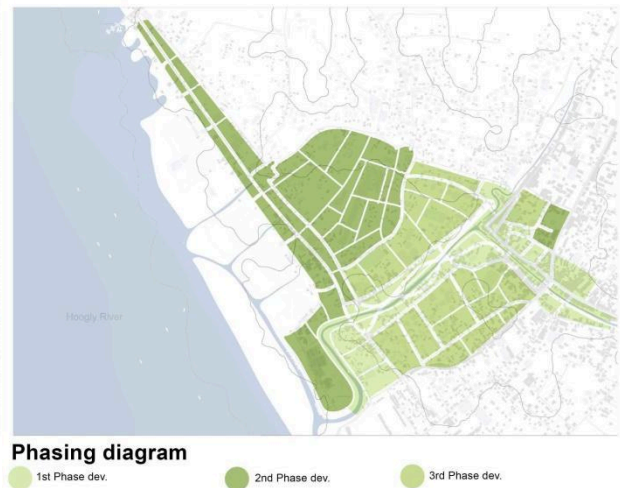 Hoogly River
Phasing diagram
1st Phase dev.
2nd Phase dev.
3rd Phase dev.